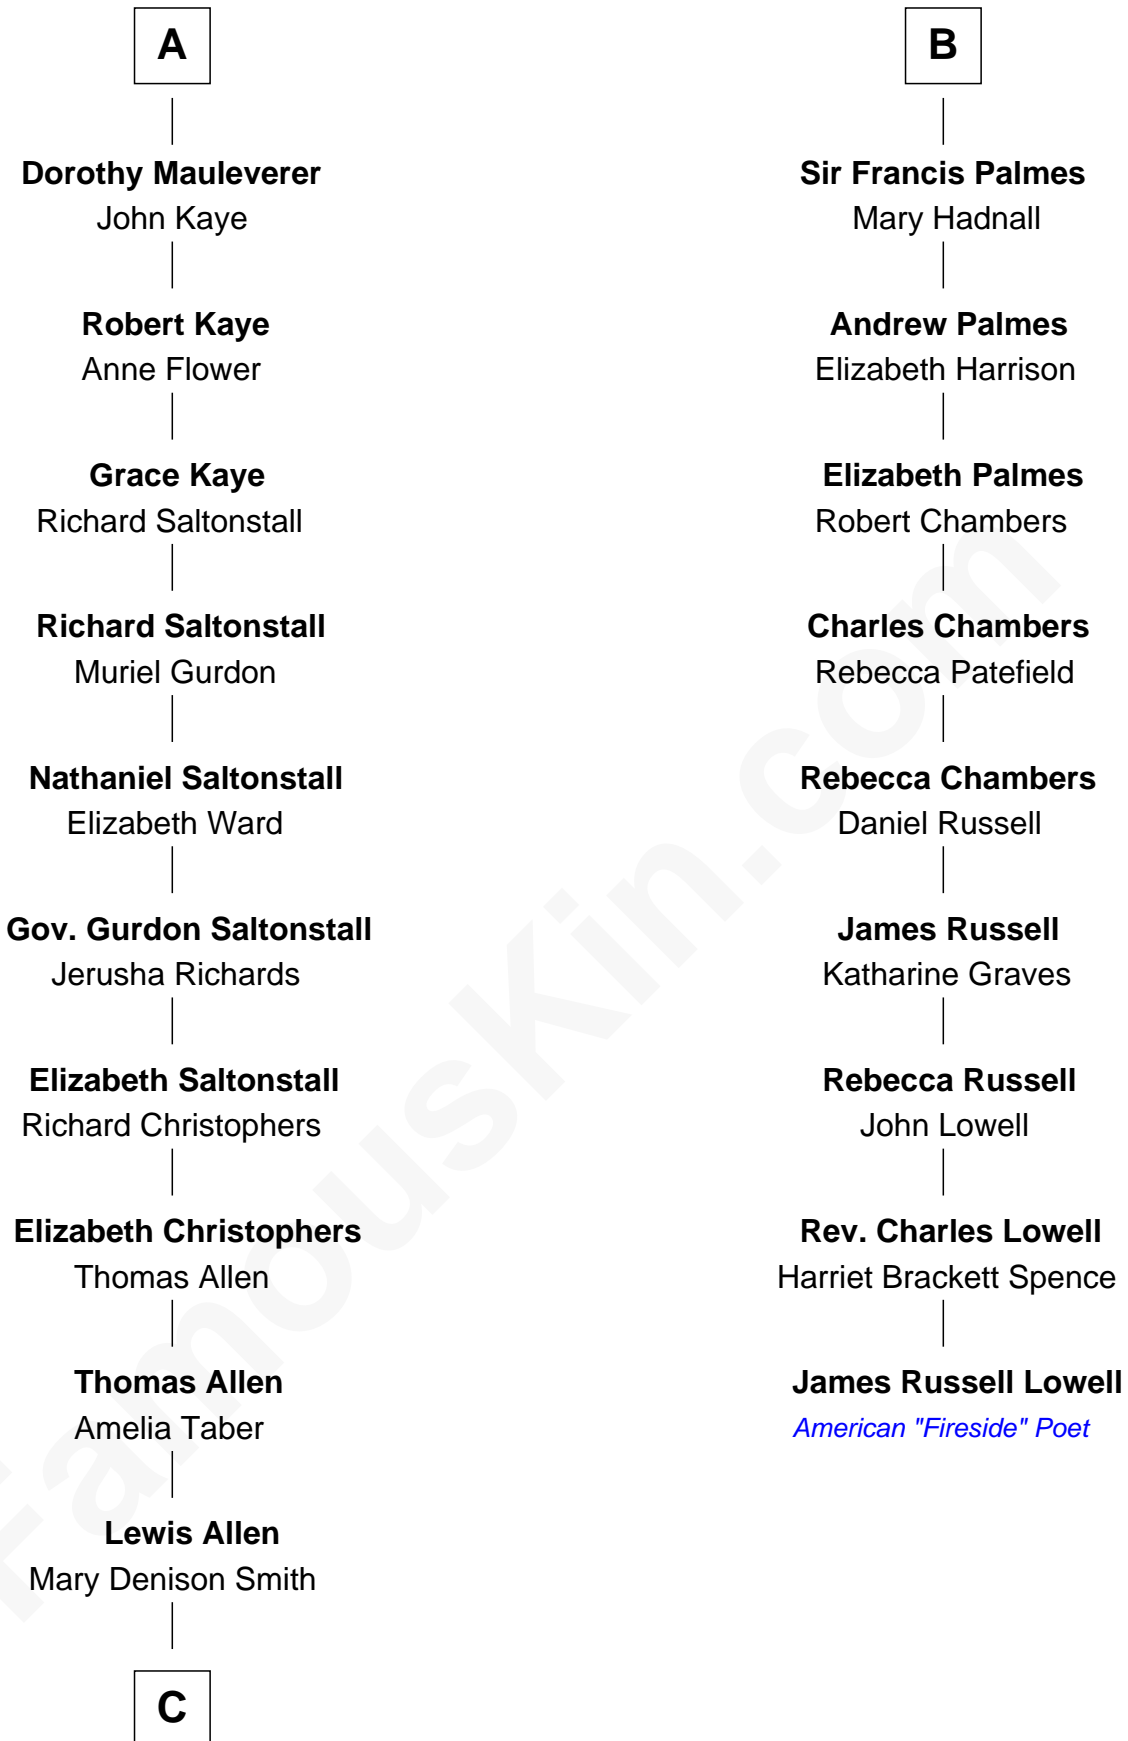 A
Dorothy Mauleverer
John Kaye
Robert Kaye
Anne Flower
Grace Kaye
Richard Saltonstall
Richard Saltonstall
Muriel Gurdon
Nathaniel Saltonstall
Elizabeth Ward
Gov. Gurdon Saltonstall
Jerusha Richards
Elizabeth Saltonstall
Richard Christophers
Elizabeth Christophers
Thomas Allen
Thomas Allen
Amelia Taber
Lewis Allen
Mary Denison Smith
C
B
Sir Francis Palmes
Mary Hadnall
Andrew Palmes
Elizabeth Harrison
Elizabeth Palmes
Robert Chambers
Charles Chambers
Rebecca Patefield
Rebecca Chambers
Daniel Russell
James Russell
Katharine Graves
Rebecca Russell
John Lowell
Rev. Charles Lowell
Harriet Brackett Spence
James Russell Lowell
American "Fireside" Poet
FamousKin.com